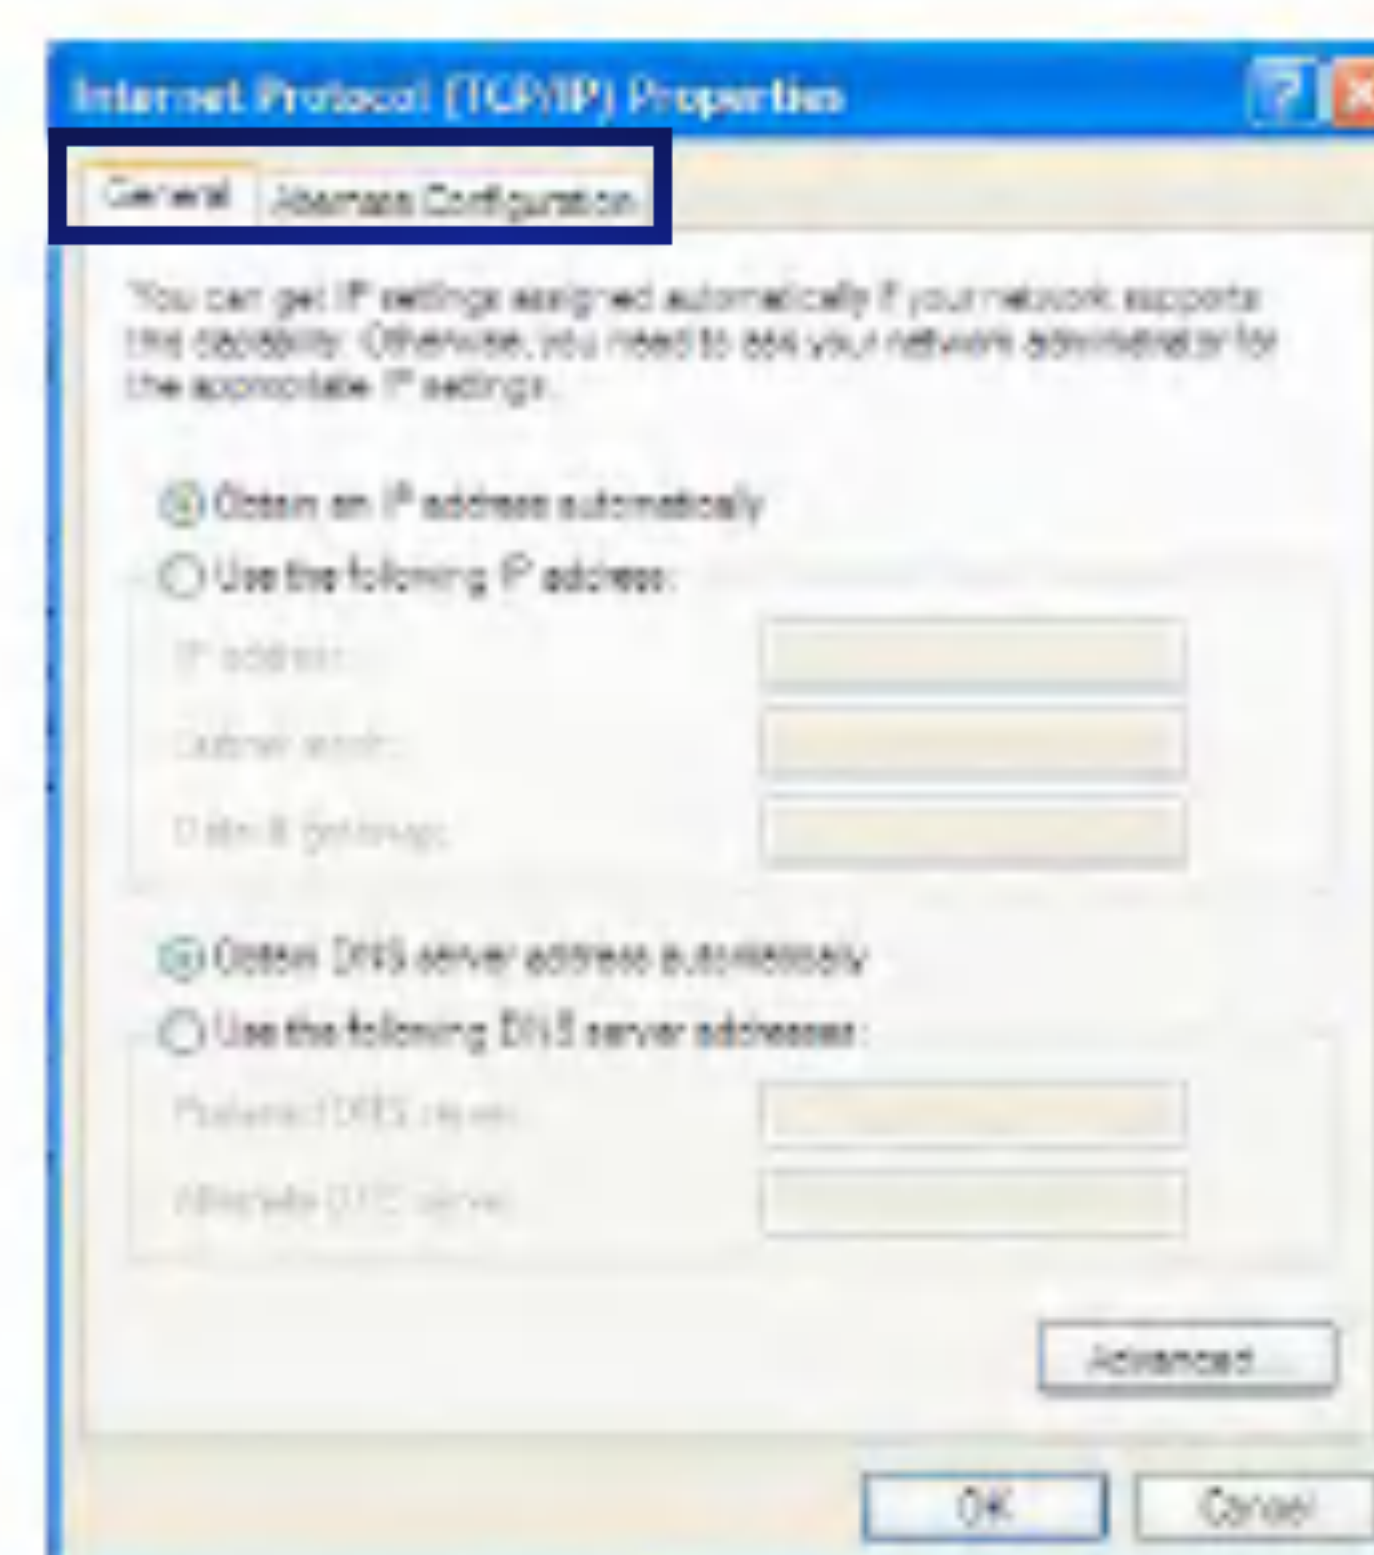 Internet Protocol (TCP/IP) Properties
General Alternate Configuration
You can get IP settings assigned automatically if your network supports
this capability. Otherwise, you need to ask your network administrator for
the appropriate IP settings.
Obtain an IP address automatically
Use the following IP address:
IP address:
Subnet mask:
Default gateway:
Obtain DNS server address automatically
Use the following DNS server addresses:
Preferred DNS server:
Alternate DNS server:
Advanced...
OK Cancel